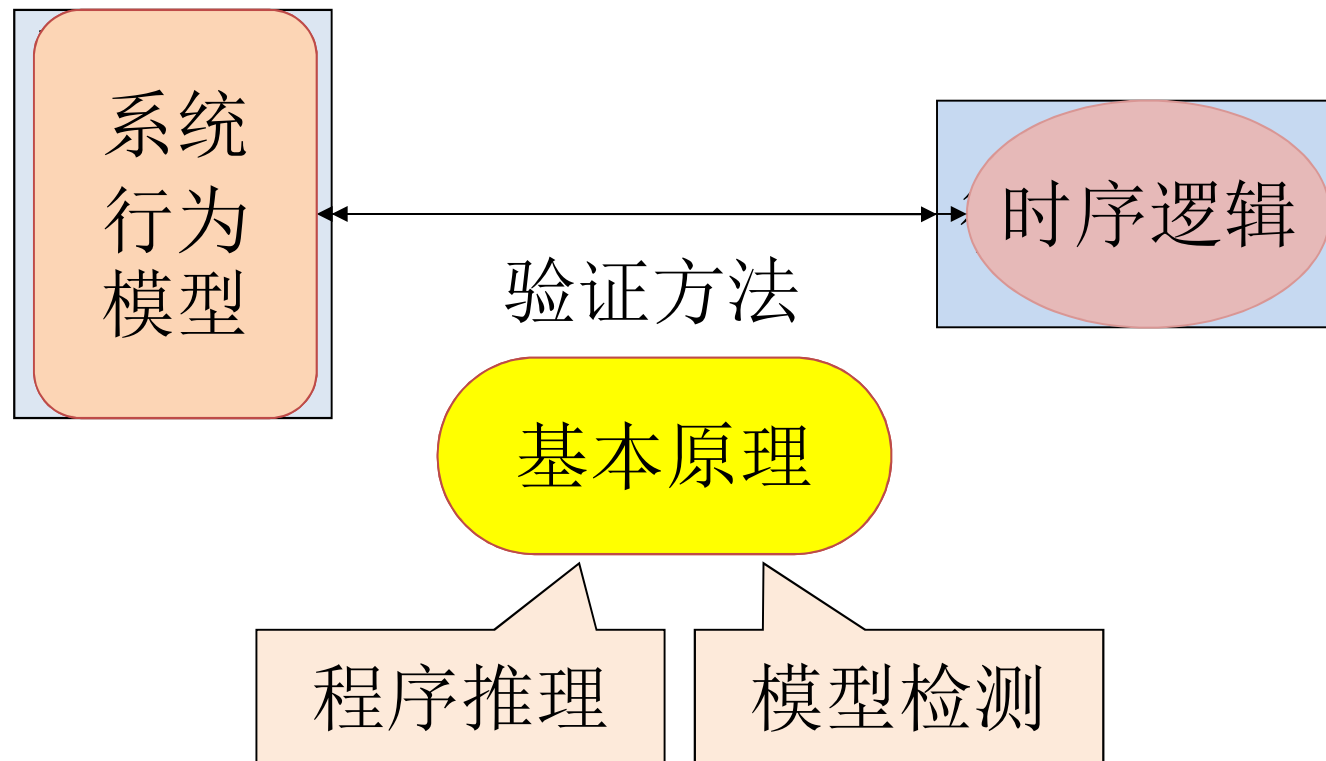 系统
行为
模型
时序逻辑
验证方法
基本原理
程序推理
模型检测